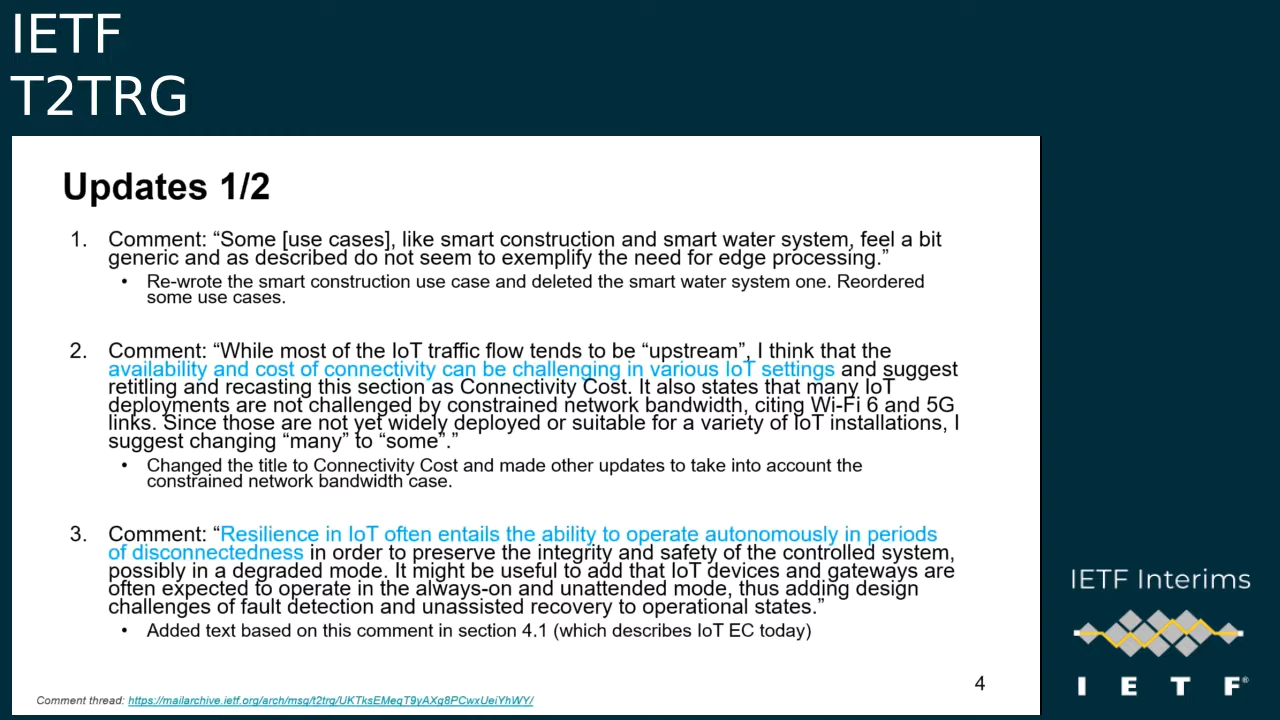 IETF
T2TRG
Updates 1/2
1. Comment: “Some [use cases], like smart construction and smart water system, feel a bit
generic and as described do not seem to exemplify the need for edge processing.”
• Re-wrote the smart construction use case and deleted the smart water system one. Reordered
some use cases.
2. Comment: “While most of the IoT traffic flow tends to be “upstream”, I think that the
availability and cost of connectivity can be challenging in various IoT settings and suggest
retitling and recasting this section as Connectivity Cost. It also states that many IoT
deployments are not challenged by constrained network bandwidth, citing Wi-Fi 6 and 5G
links. Since those are not yet widely deployed or suitable for a variety of IoT installations, I
suggest changing “many” to “some”.”
• Changed the title to Connectivity Cost and made other updates to take into account the
constrained network bandwidth case.
3. Comment: “Resilience in IoT often entails the ability to operate autonomously in periods
of disconnectedness in order to preserve the integrity and safety of the controlled system,
possibly in a degraded mode. It might be useful to add that IoT devices and gateways are
often expected to operate in the always-on and unattended mode, thus adding design
challenges of fault detection and unassisted recovery to operational states.”
• Added text based on this comment in section 4.1 (which describes IoT EC today)
4
Comment thread: https://mailarchive.ietf.org/arch/msg/t2trg/UKTksEMeqT9yAXg8PCwxUeiYhWY/
IETF Interims
I E T F®